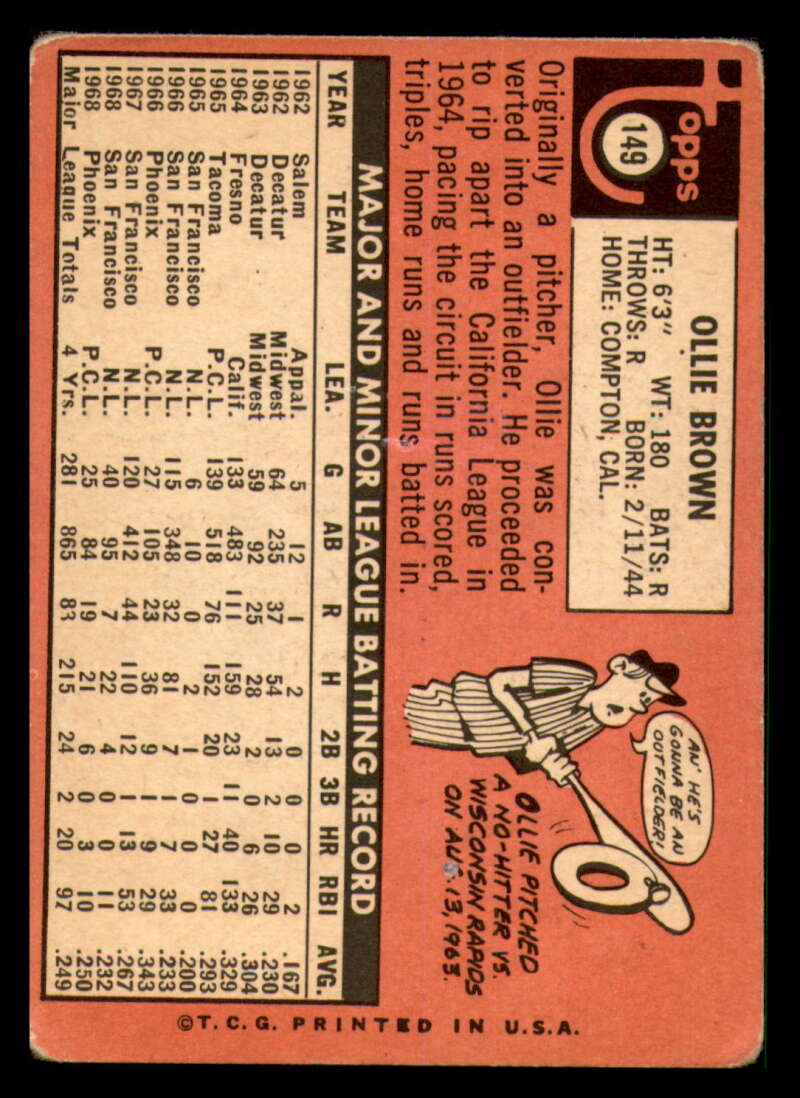 Topps
149
OLLIE BROWN
HT: 6'3" WT: 180 BATS: R
THROWS: R BORN: 2/11/44
HOME: COMPTON, CAL.
Originally a pitcher, Ollie was con-
verted into an outfielder. He proceeded
to rip apart the California League in
1964, pacing the circuit in runs scored,
triples, home runs and runs batted in.
AN' HE'S
GONNA BE AN
OUTFIELDER!
O
OLLIE PITCHED
A NO-HITTER VS.
WISCONSIN RAPIDS
ON AUG. 13, 1963.
MAJOR AND MINOR LEAGUE BATTING RECORD
YEAR TEAM LEA. G AB R H 2B 3B HR RBI AVG.
1962 Salem Appal. 5 12 1 2 0 0 0 2 .167
1962 Decatur Midwest 64 235 37 54 13 2 10 29 .230
1963 Decatur Midwest 59 92 25 28 2 0 6 26 .304
1964 Fresno Calif. 133 483 111 159 23 11 40 133 .329
1965 Tacoma P.C.L. 139 518 76 152 20 1 27 81 .293
1965 San Francisco N.L. 6 10 0 2 1 0 0 0 .200
1966 San Francisco N.L. 115 348 32 81 7 1 7 33 .233
1966 Phoenix P.C.L. 27 105 23 36 9 1 9 29 .343
1967 San Francisco N.L. 120 412 44 110 12 1 13 53 .267
1968 San Francisco N.L. 40 95 7 22 4 0 0 11 .232
1968 Phoenix P.C.L. 25 84 19 21 6 0 3 10 .250
Major League Totals 4 Yrs. 281 865 83 215 24 2 20 97 .249
©T.C.G. PRINTED IN U.S.A.